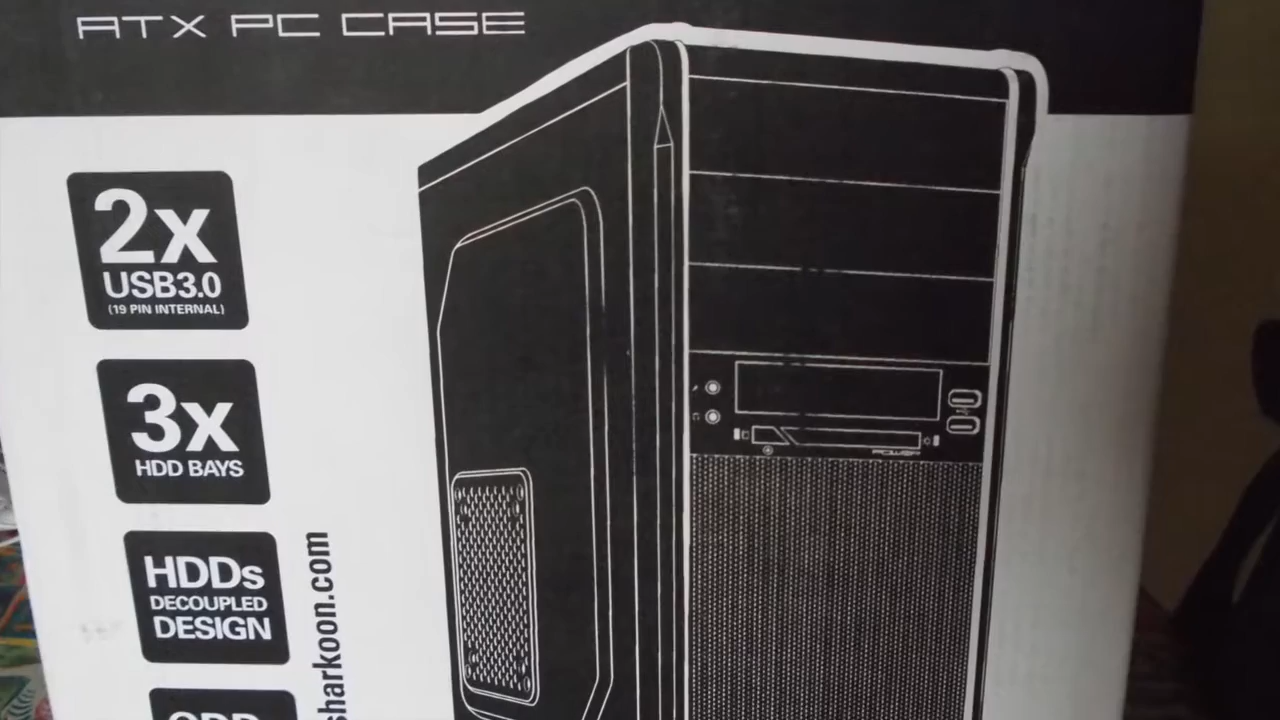 ATX PC CASE
2x
USB3.0
(19 PIN INTERNAL)
3x
HDD BAYS
HDDs
DECOUPLED
DESIGN
sharkoon.com
POWER